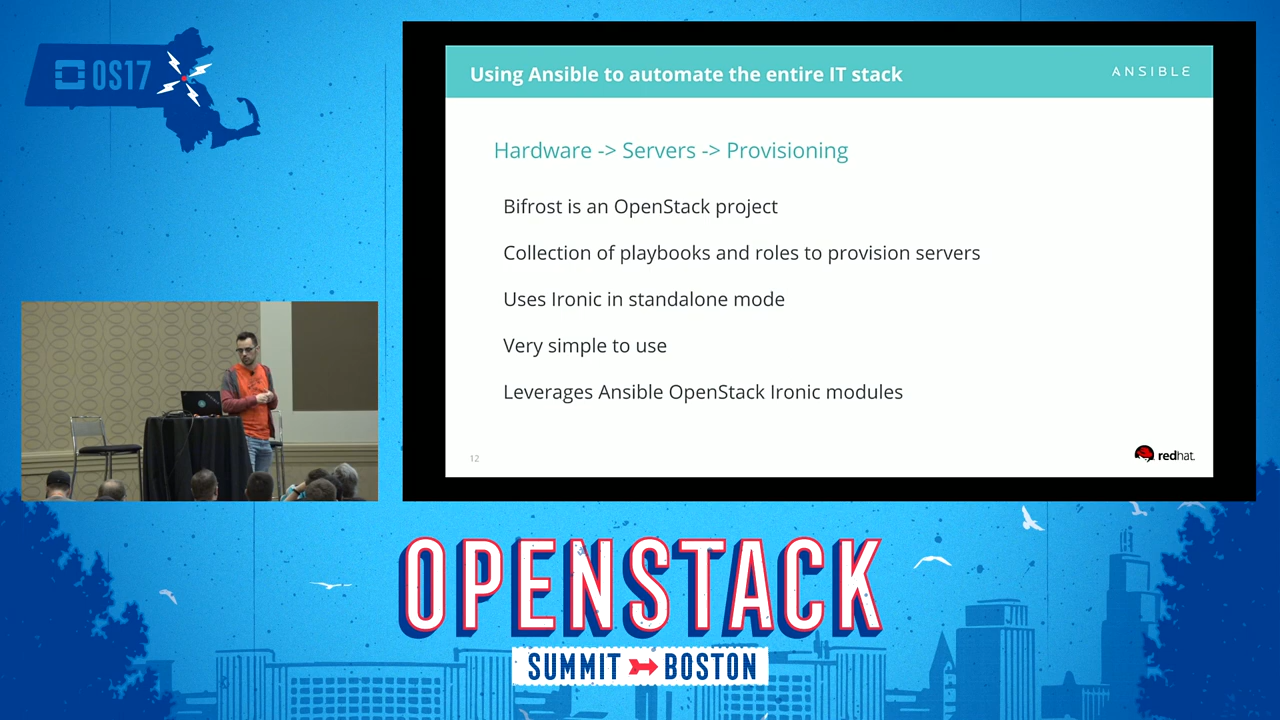 OS17
Using Ansible to automate the entire IT stack
ANSIBLE
Hardware -> Servers -> Provisioning
Bifrost is an OpenStack project
Collection of playbooks and roles to provision servers
Uses Ironic in standalone mode
Very simple to use
Leverages Ansible OpenStack Ironic modules
12
redhat.
OPENSTACK
SUMMIT BOSTON